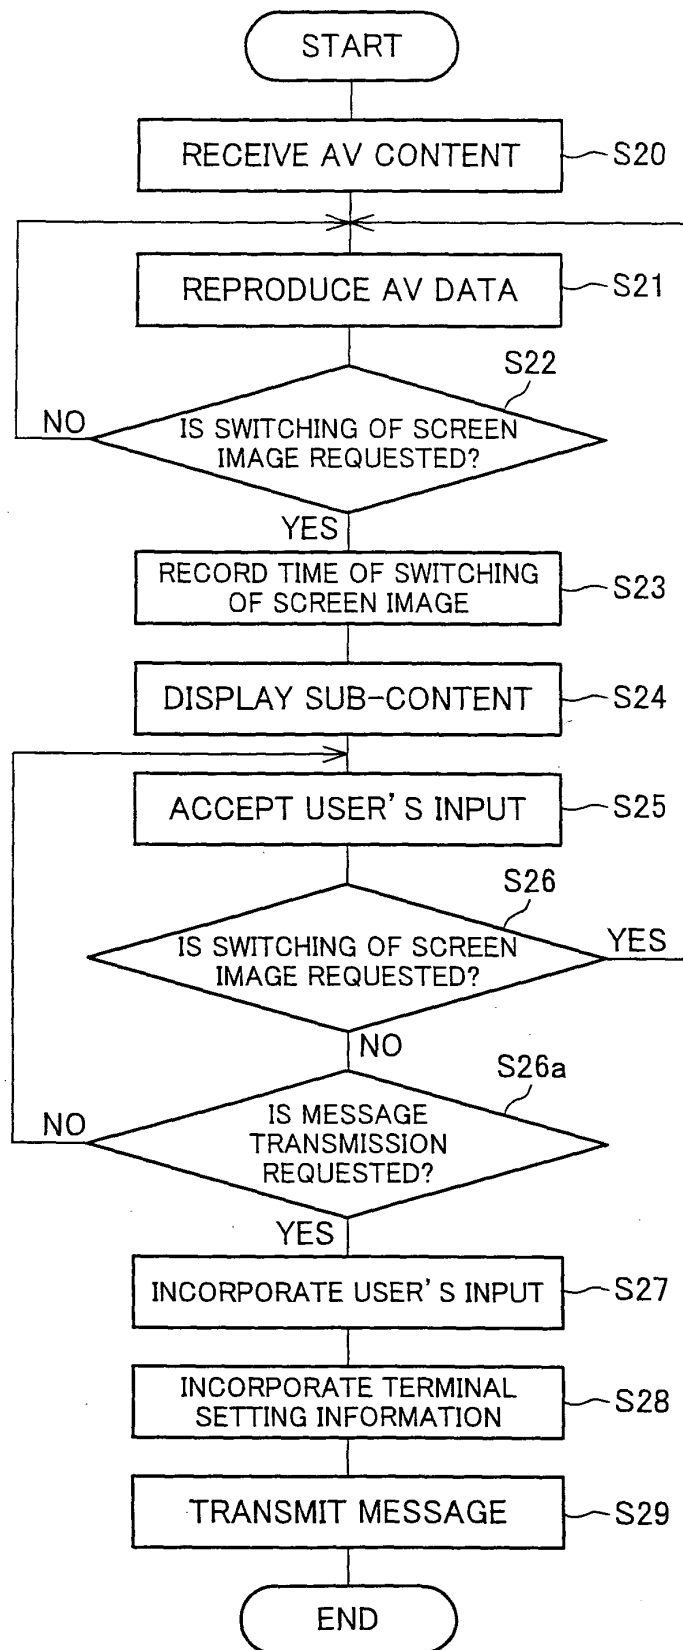 START
RECEIVE AV CONTENT
S20
REPRODUCE AV DATA
S21
S22
NO
IS SWITCHING OF SCREEN
IMAGE REQUESTED?
YES
RECORD TIME OF SWITCHING
OF SCREEN IMAGE
S23
DISPLAY SUB-CONTENT
S24
ACCEPT USER'S INPUT
S25
S26
IS SWITCHING OF SCREEN
IMAGE REQUESTED?
YES
NO
S26a
NO
IS MESSAGE
TRANSMISSION
REQUESTED?
YES
INCORPORATE USER'S INPUT
S27
INCORPORATE TERMINAL
SETTING INFORMATION
S28
TRANSMIT MESSAGE
S29
END